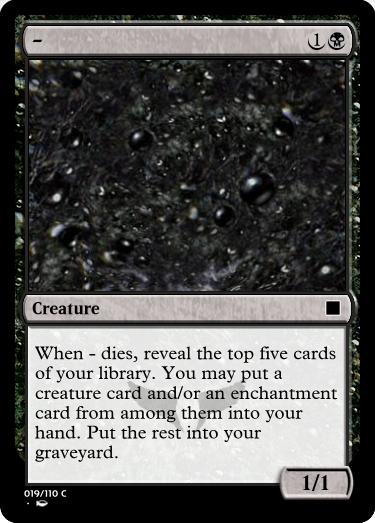 -
1
Creature
When - dies, reveal the top five cards
of your library. You may put a
creature card and/or an enchantment
card from among them into your
hand. Put the rest into your
graveyard.
1/1
019/110 C